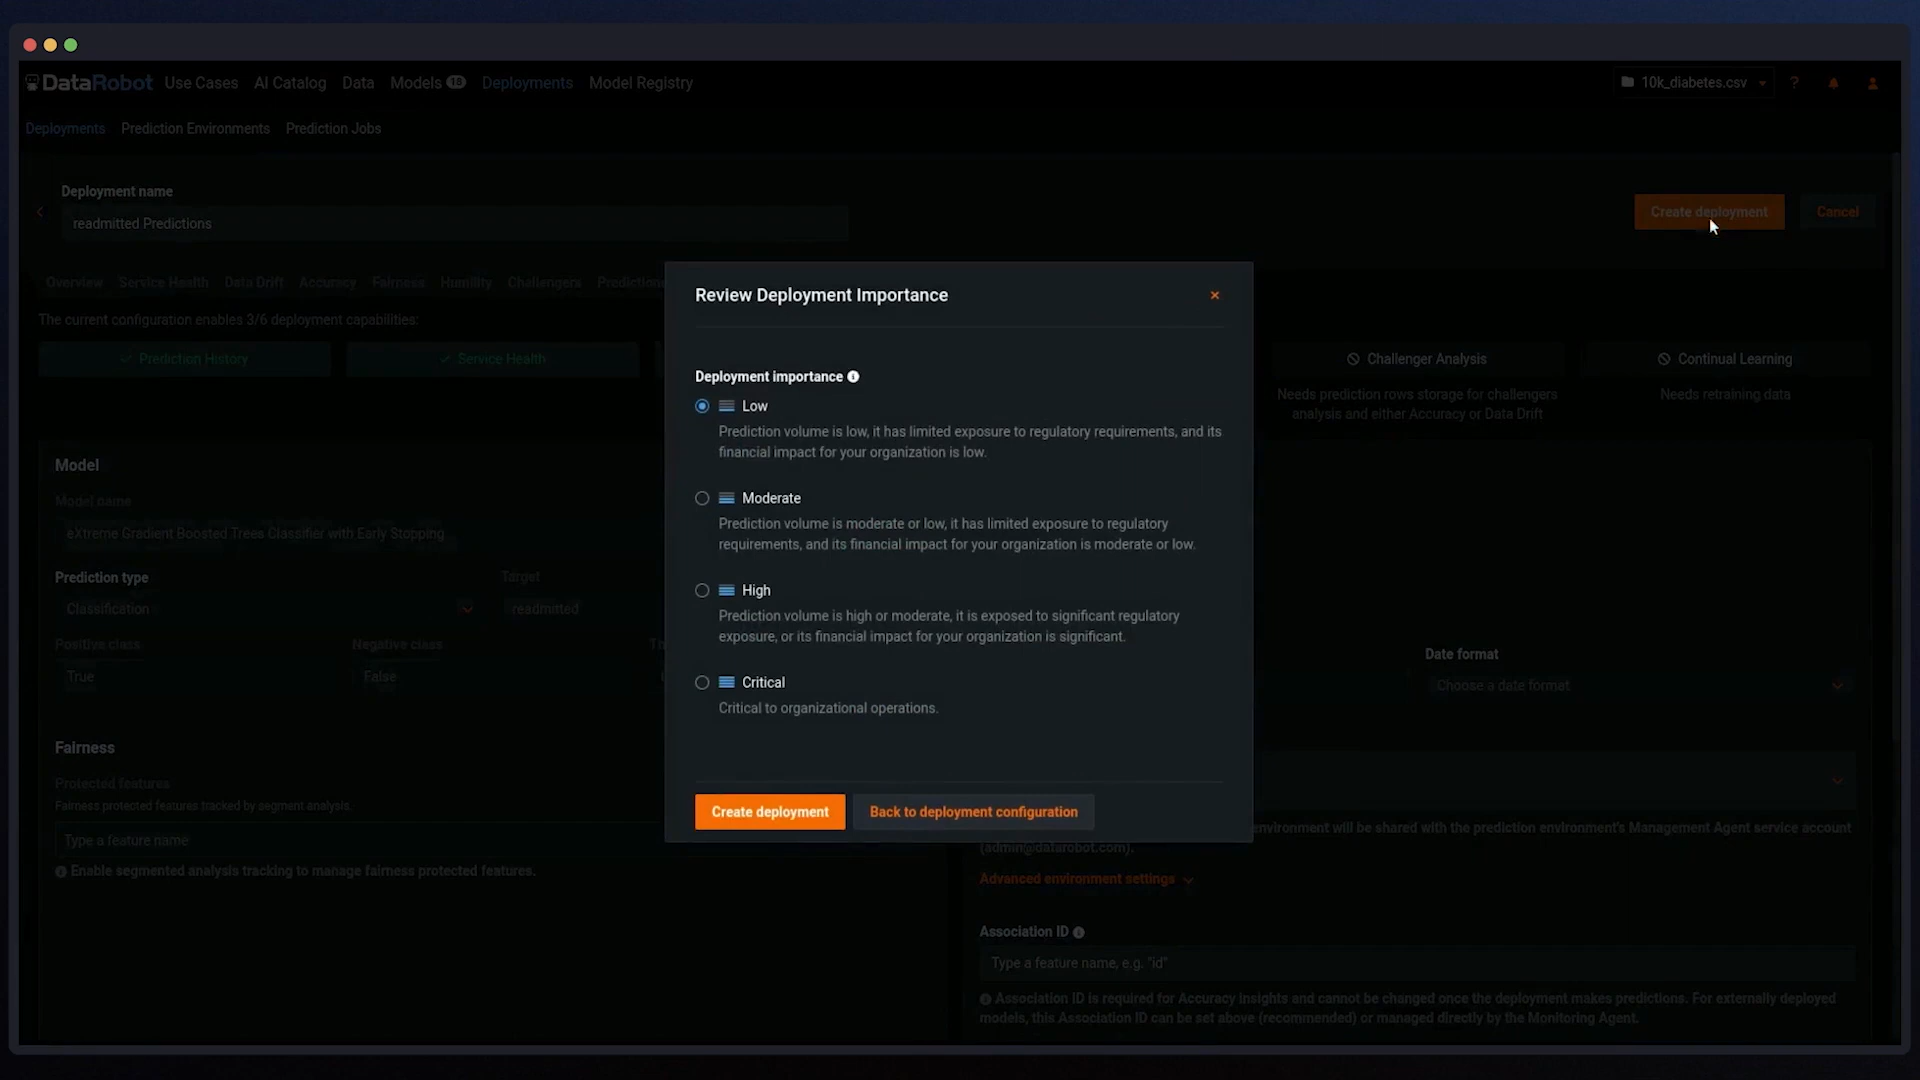 DataRobot Use Cases AI Catalog Data Models 18 Deployments Model Registry 10k_diabetes.csv ?
Deployments Prediction Environments Prediction Jobs
Deployment name
readmitted Predictions
Create deployment Cancel
Overview Service Health Data Drift Accuracy Fairness Humility Challengers Predictions
The current configuration enables 3/6 deployment capabilities:
Prediction History Service Health Challenger Analysis Continual Learning
Needs prediction rows storage for challengers
analysis and either Accuracy or Data Drift
Needs retraining data
Model
Model name
eXtreme Gradient Boosted Trees Classifier with Early Stopping
Prediction type Target
Classification readmitted
Positive class Negative class
True False
Fairness
Protected features
Fairness protected features tracked by segment analysis.
Type a feature name
Enable segmented analysis tracking to manage fairness protected features.
Review Deployment Importance
Deployment importance
Low
Prediction volume is low, it has limited exposure to regulatory requirements, and its
financial impact for your organization is low.
Moderate
Prediction volume is moderate or low, it has limited exposure to regulatory
requirements, and its financial impact for your organization is moderate or low.
High
Prediction volume is high or moderate, it is exposed to significant regulatory
exposure, or its financial impact for your organization is significant.
Critical
Critical to organizational operations.
Create deployment Back to deployment configuration
Date format
Choose a date format
environment will be shared with the prediction environment's Management Agent service account
(admin@datarobot.com).
Advanced environment settings
Association ID
Type a feature name, e.g. "id"
Association ID is required for Accuracy insights and cannot be changed once the deployment makes predictions. For externally deployed
models, this Association ID can be set above (recommended) or managed directly by the Monitoring Agent.